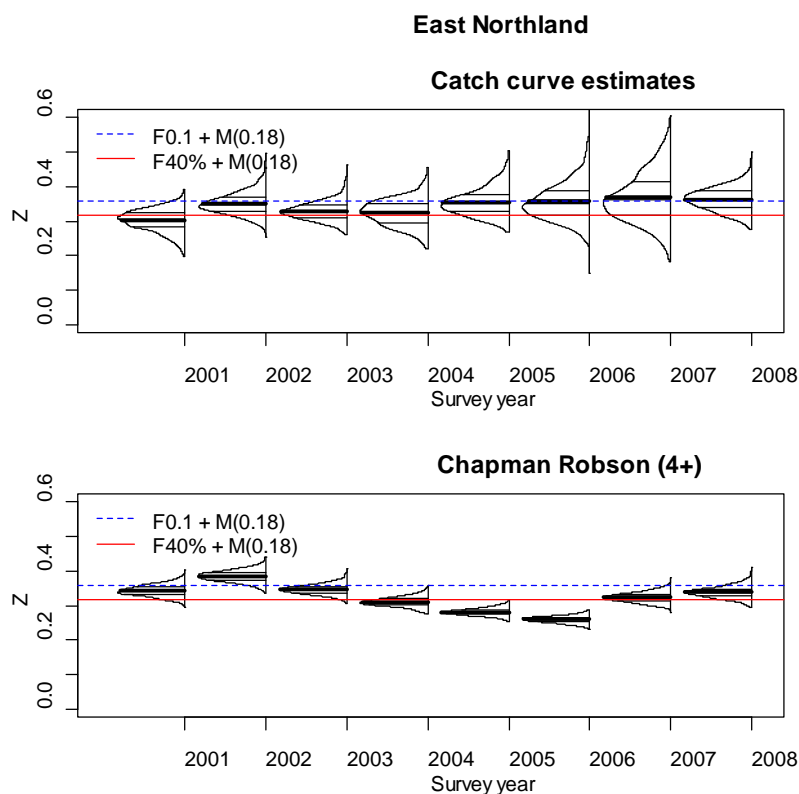 East Northland
Catch curve estimates
0.6
0.4
0.2
0.0
Z
F0.1 + M(0.18)
F40% + M(0.18)
2001 2002 2003 2004 2005 2006 2007 2008
Survey year
Chapman Robson (4+)
0.6
0.4
0.2
0.0
Z
F0.1 + M(0.18)
F40% + M(0.18)
2001 2002 2003 2004 2005 2006 2007 2008
Survey year